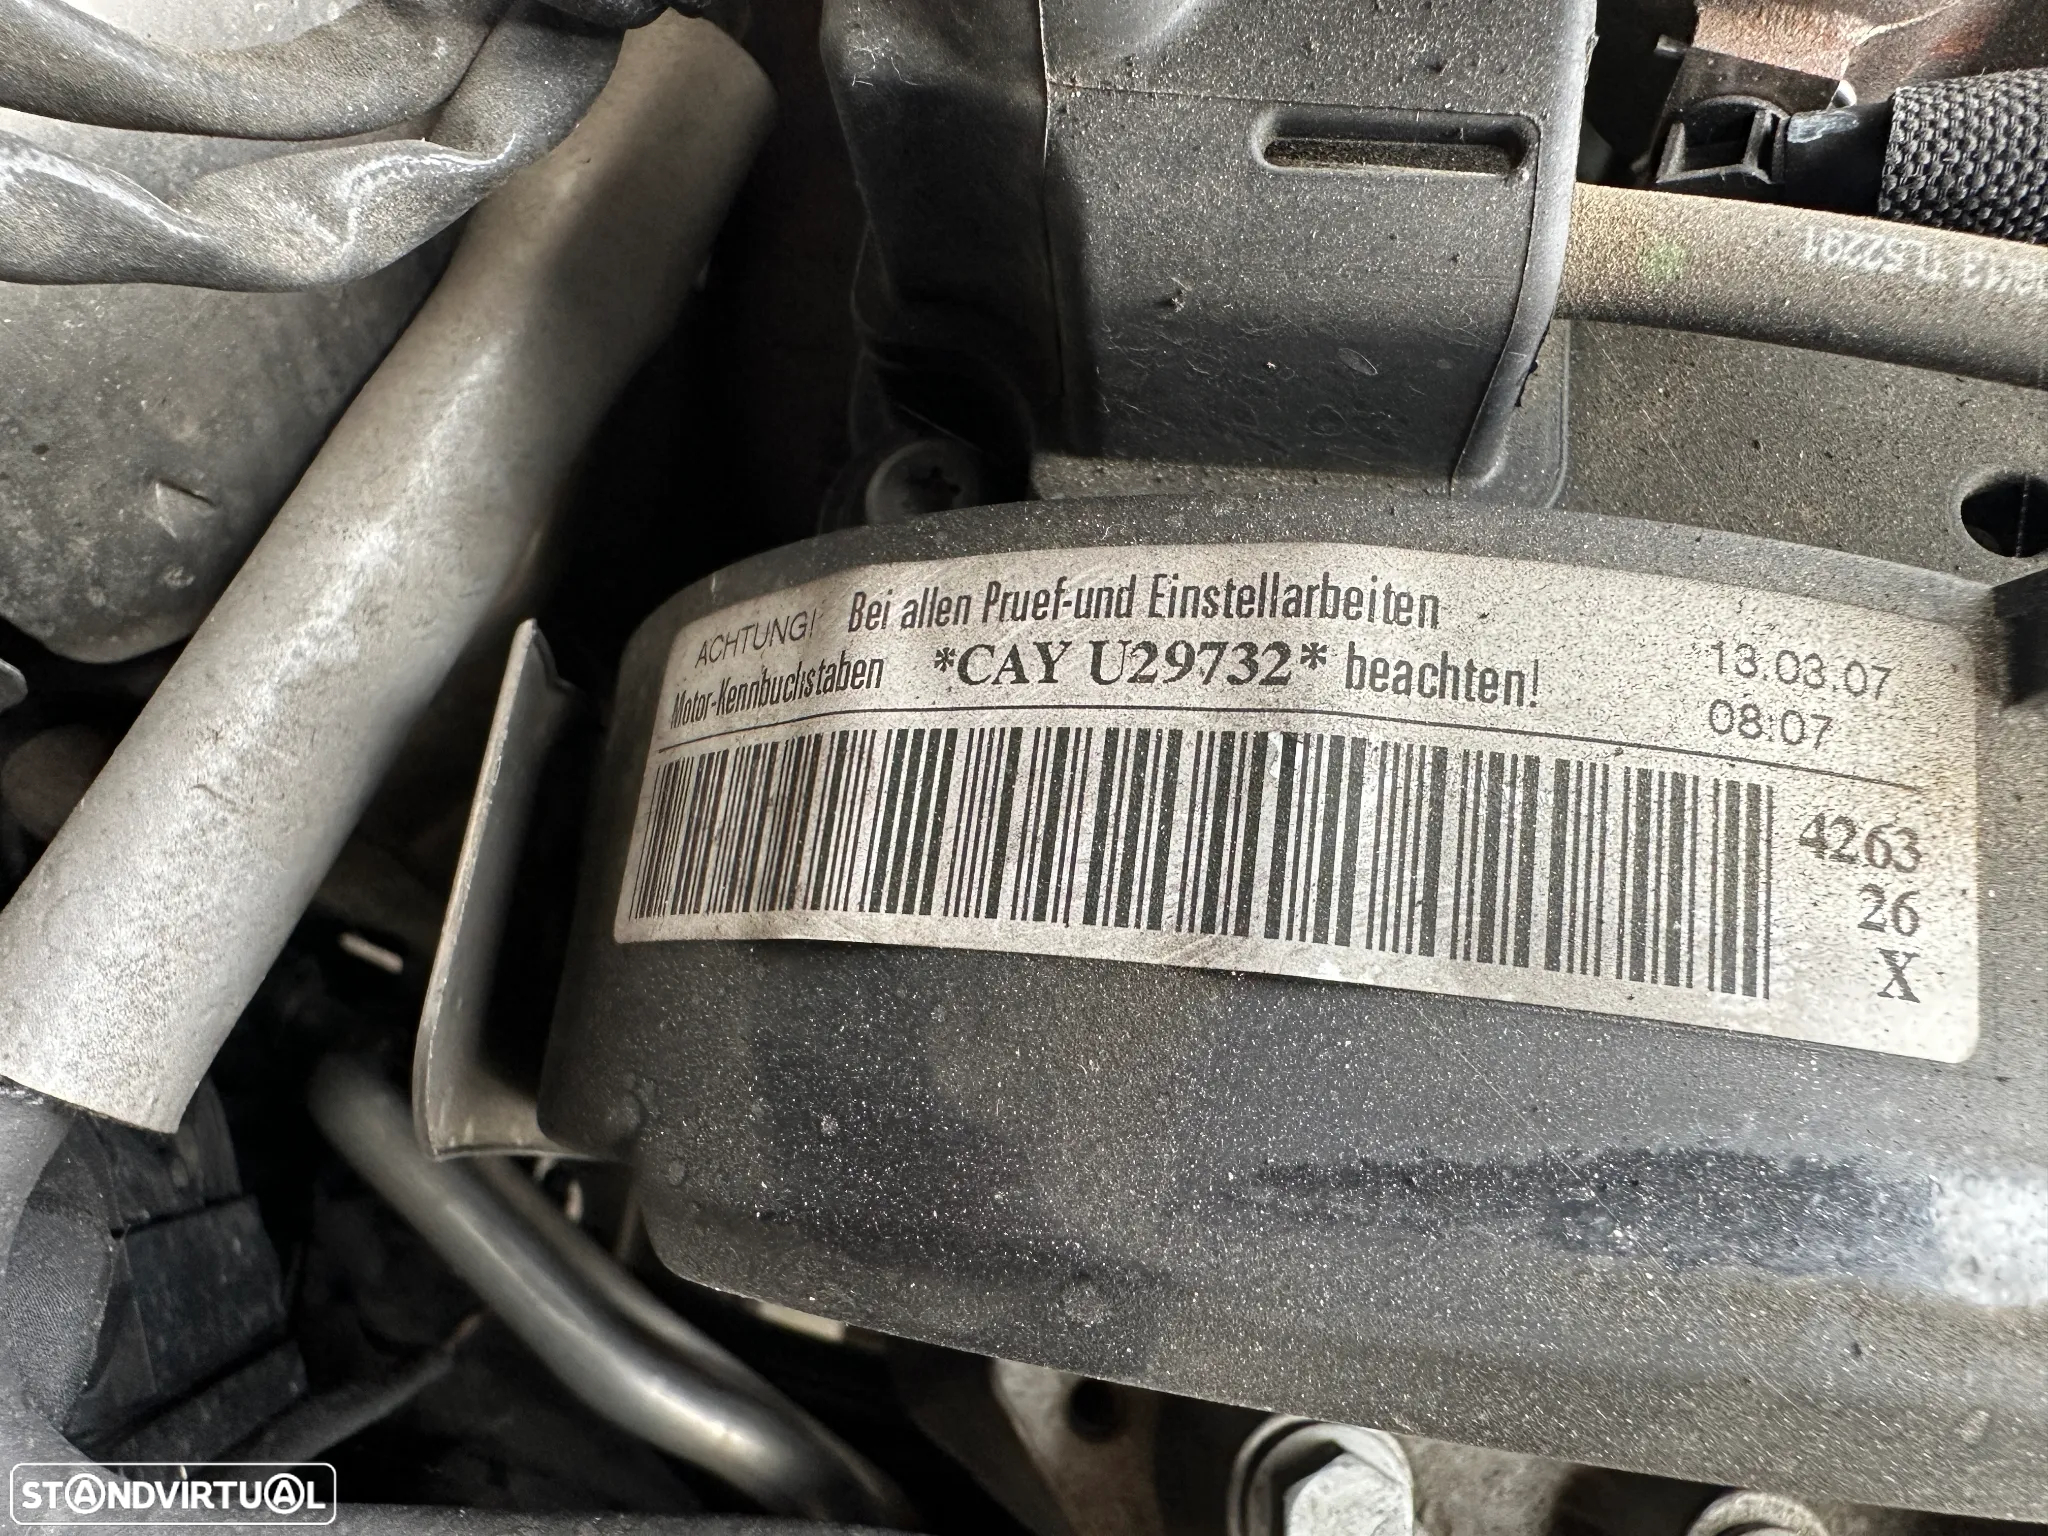 TL52291
ACHTUNG! Bei allen Pruef-und Einstellarbeiten
Motor-Kennbuchstaben *CAY U29732* beachten!
13.03.07
08:07
4263
26
X
STANDVIRTUAL